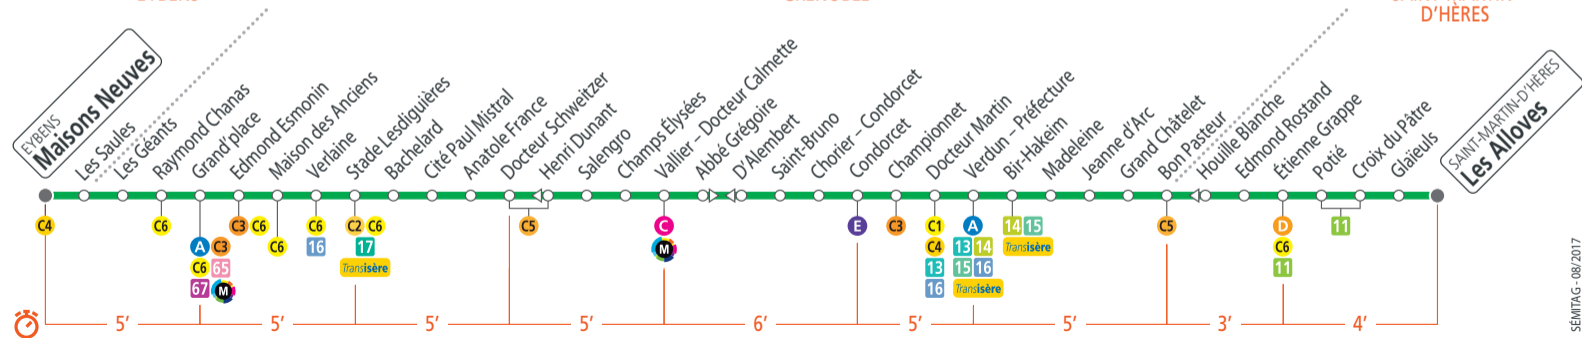 D'HÈRES
EYBENS
Maisons Neuves
Les Saules
Les Géants
Raymond Chanas
Grand'Place
Edmond Esmonin
Maison des Anciens
Verlaine
Stade Lesdiguières
Bachelard
Cité Paul Mistral
Anatole France
Docteur Schweitzer
Henri Dunant
Salengro
Champs Élysées
Vallier – Docteur Calmette
Abbé Grégoire
D'Alembert
Saint-Bruno
Chorier – Condorcet
Condorcet
Championnet
Docteur Martin
Verdun – Préfecture
Bir-Hakeim
Madeleine
Jeanne d'Arc
Grand Châtelet
Bon Pasteur
Houille Blanche
Edmond Rostand
Étienne Grappe
Potié
Croix du Pâtre
Glaïeuls
SAINT-MARTIN-D'HÈRES
Les Alloves
C4
C6
A C3
C6 65
67 M
C3 C6
C6
C6
16
C2 C6
17
Transisère
C5
C
M
E
C3
C1
C4
13
16
A
13 14
15 16
Transisère
14 15
Transisère
C5
D
C6
11
11
5' 5' 5' 5' 6' 5' 5' 3' 4'
SÉMITAG - 08/2017